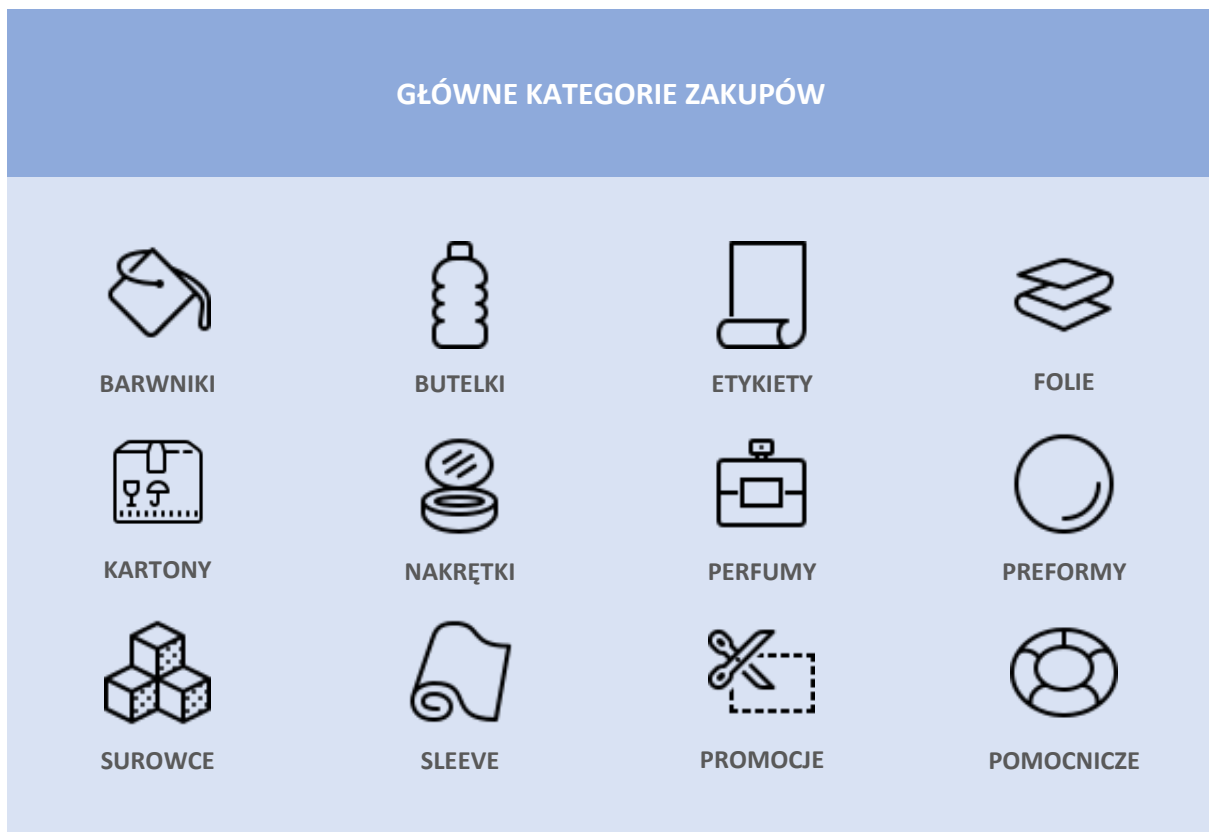 GŁÓWNE KATEGORIE ZAKUPÓW
BARWNIKI
BUTELKI
ETYKIETY
FOLIE
KARTONY
NAKRĘTKI
PERFUMY
PREFORMY
SUROWCE
SLEEVE
PROMOCJE
POMOCNICZE